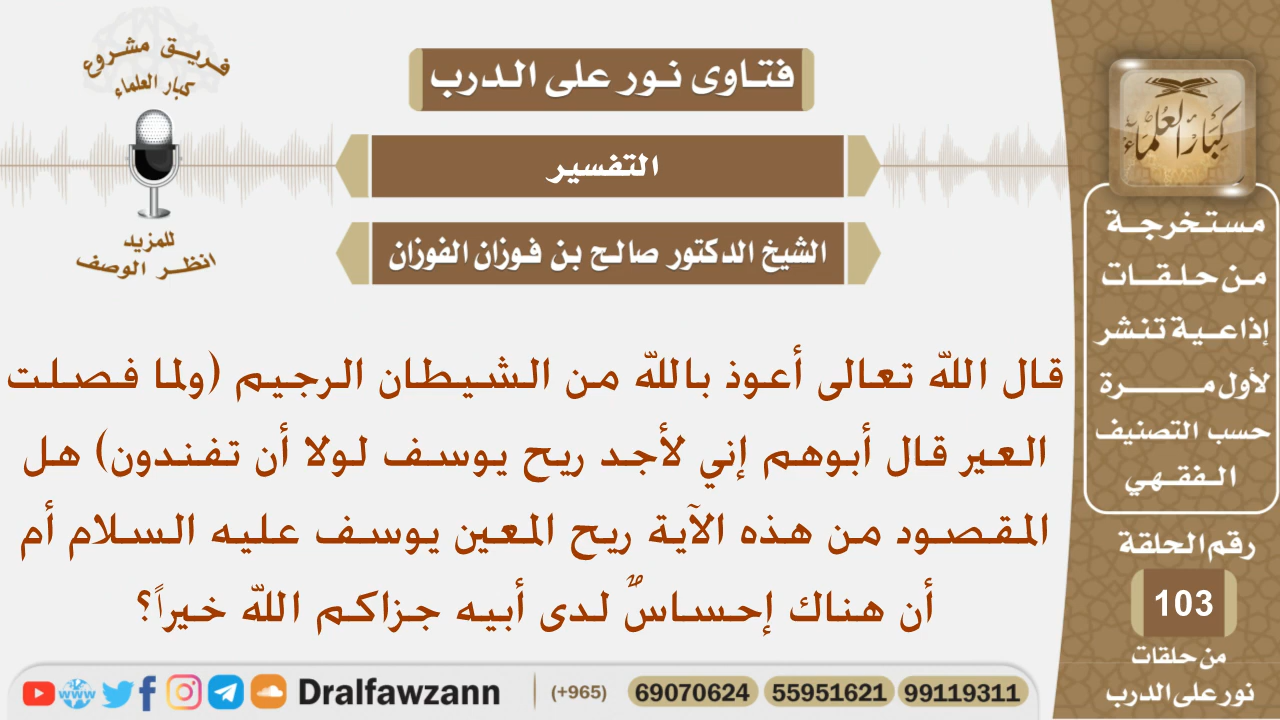 فريق مشروع
كبار العلماء
للمزيد
انظر الوصف
فتاوى نور على الدرب
التفسير
الشيخ الدكتور صالح بن فوزان الفوزان
قال الله تعالى أعوذ بالله من الشيطان الرجيم (ولما فصلت
العير قال أبوهم إني لأجد ريح يوسف لولا أن تفندون) هل
المقصود من هذه الآية ريح المعين يوسف عليه السلام أم
أن هناك إحساسٌ لدى أبيه جزاكم الله خيراً؟
كِبَارُ العُلَمَاء
مستخرجة
من حلقات
إذاعية تنشر
لأول مرة
حسب التصنيف
الفقهي
رقم الحلقة
103
من حلقات
نور على الدرب
www
Dralfawzann
(+965)
69070624
55951621
99119311